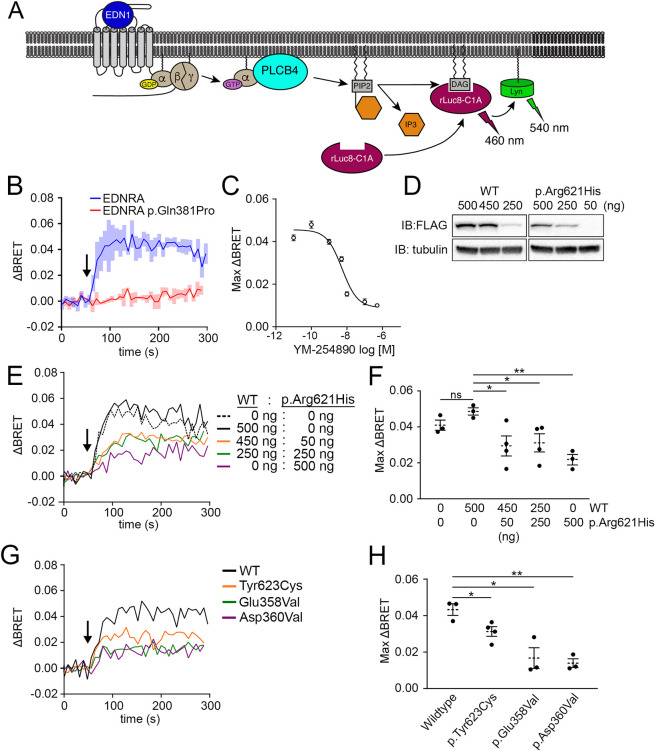 A
EDN1
GDP
α
β
γ
GTP
α
PLCB4
PIP2
IP3
rLuc8-C1A
DAG
rLuc8-C1A
460 nm
Lyn
540 nm
B
EDNRA
EDNRA p.Gln381Pro
ΔBRET
0.08
0.06
0.04
0.02
0.00
-0.02
0 100 200 300
time (s)
C
Max ΔBRET
0.06
0.04
0.02
0.00
-12 -10 -8 -6
YM-254890 log [M]
D
WT p.Arg621His
500 450 250 500 250 50 (ng)
IB:FLAG
IB: tubulin
E
ΔBRET
0.08
0.06
0.04
0.02
0.00
-0.02
0 100 200 300
time (s)
WT : p.Arg621His
0 ng : 0 ng
500 ng : 0 ng
450 ng : 50 ng
250 ng : 250 ng
0 ng : 500 ng
F
Max ΔBRET
0.06
0.04
0.02
0.00
ns
*
*
**
0 500 450 250 0 WT
0 0 50 250 500 p.Arg621His
(ng)
G
ΔBRET
0.08
0.06
0.04
0.02
0.00
-0.02
0 100 200 300
time (s)
WT
Tyr623Cys
Glu358Val
Asp360Val
H
Max ΔBRET
0.06
0.04
0.02
0.00
*
*
**
Wildtype
p.Tyr623Cys
p.Glu358Val
p.Asp360Val